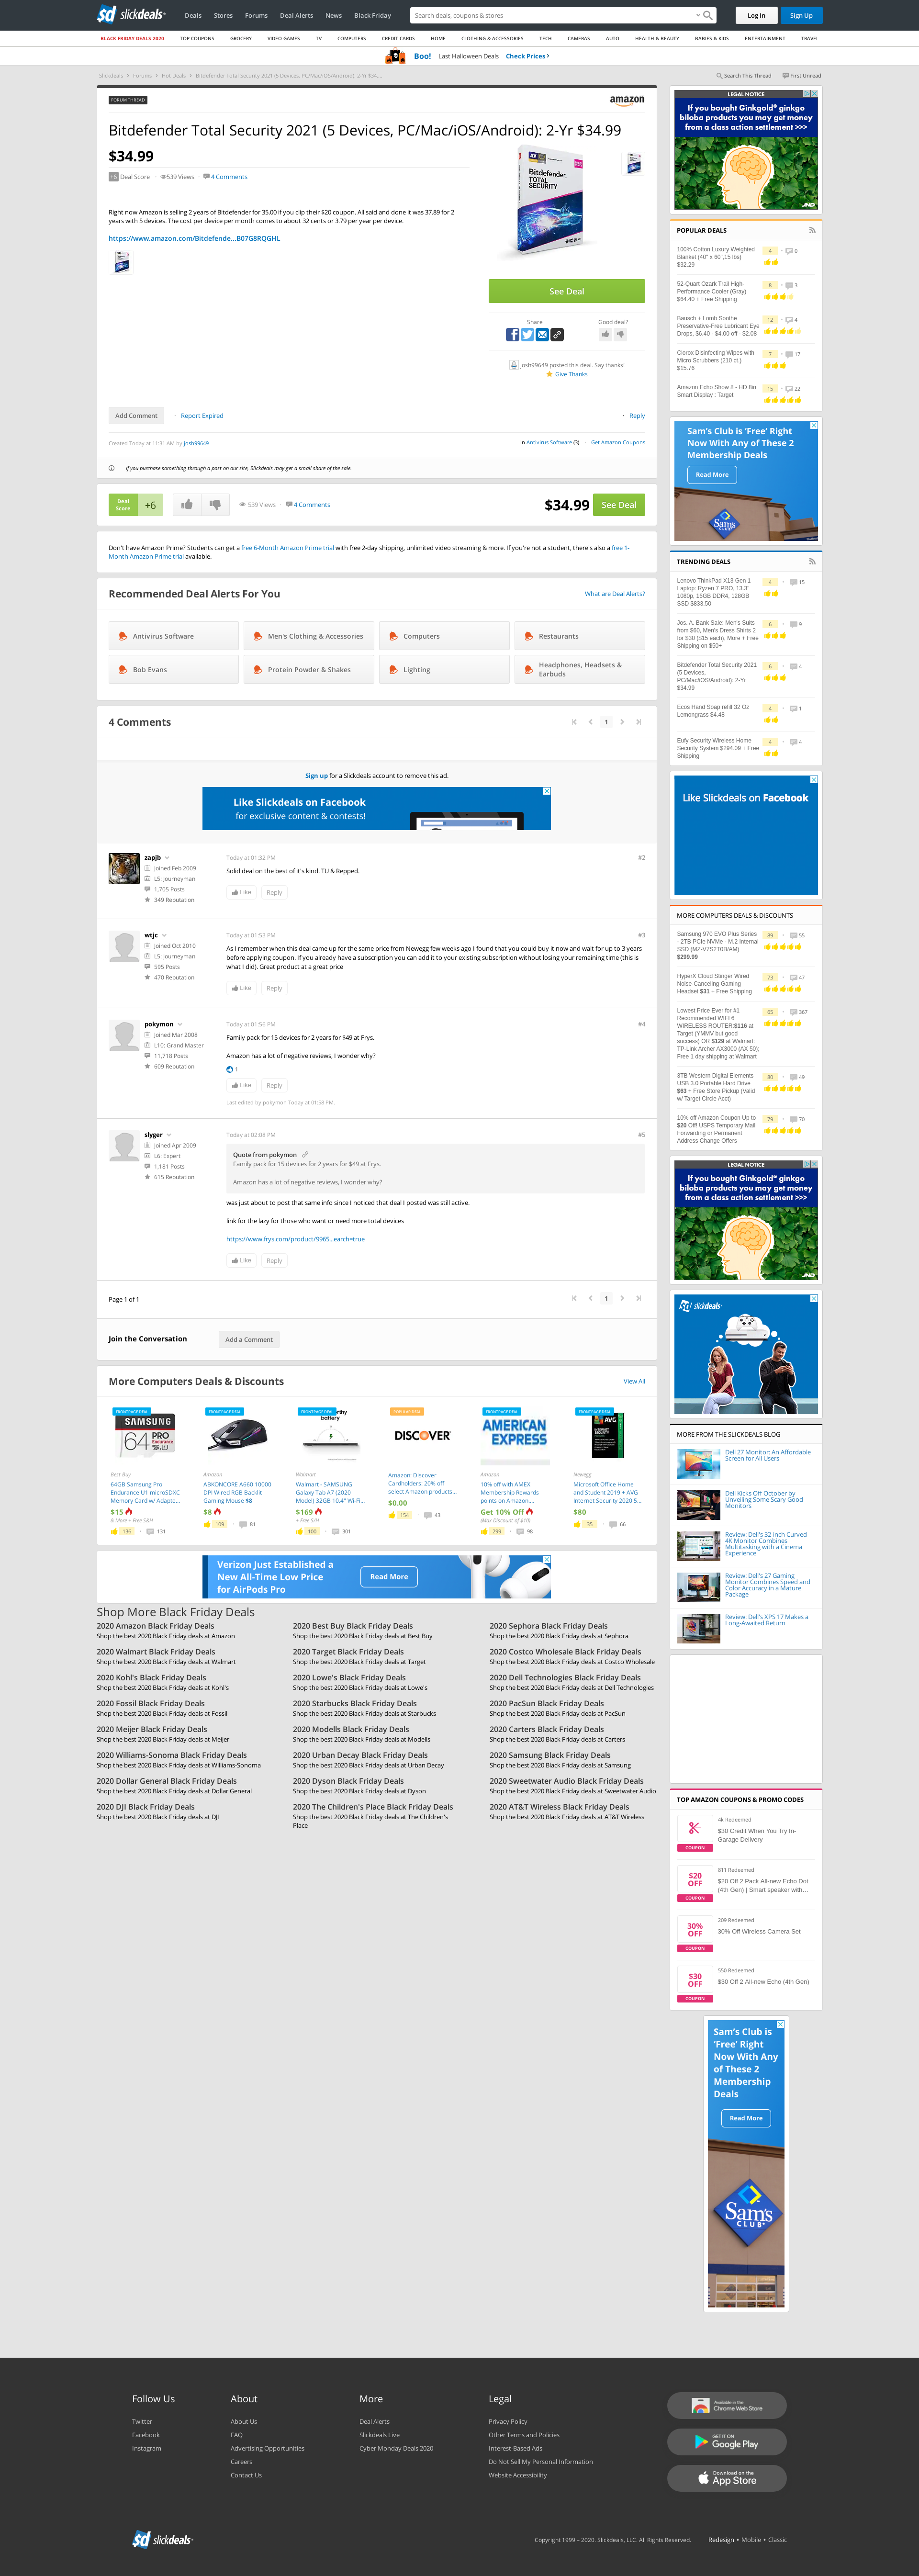 slickdeals
Deals Stores Forums Deal Alerts News Black Friday
Search deals, coupons & stores
Log In
Sign Up
BLACK FRIDAY DEALS 2020 TOP COUPONS GROCERY VIDEO GAMES TV COMPUTERS CREDIT CARDS HOME CLOTHING & ACCESSORIES TECH CAMERAS AUTO HEALTH & BEAUTY BABIES & KIDS ENTERTAINMENT TRAVEL
Boo! Last Halloween Deals Check Prices
Slickdeals Forums Hot Deals Bitdefender Total Security 2021 (5 Devices, PC/Mac/iOS/Android): 2-Yr $34....
Search This Thread First Unread
FORUM THREAD
amazon
Bitdefender Total Security 2021 (5 Devices, PC/Mac/iOS/Android): 2-Yr $34.99
$34.99
+6 Deal Score 539 Views 4 Comments
Right now Amazon is selling 2 years of Bitdefender for 35.00 if you clip their $20 coupon. All said and done it was 37.89 for 2
years with 5 devices. The cost per device per month comes to about 32 cents or 3.79 per year per device.
https://www.amazon.com/Bitdefende...B07G8RQGHL
Bitdefender
TOTAL
SECURITY
See Deal
Share
Good deal?
josh99649 posted this deal. Say thanks!
Give Thanks
Add Comment
Report Expired
Reply
Created Today at 11:31 AM by josh99649
in Antivirus Software (3) Get Amazon Coupons
If you purchase something through a post on our site, Slickdeals may get a small share of the sale.
Deal
Score
+6
539 Views 4 Comments
$34.99
See Deal
Don't have Amazon Prime? Students can get a free 6-Month Amazon Prime trial with free 2-day shipping, unlimited video streaming & more. If you're not a student, there's also a free 1-
Month Amazon Prime trial available.
Recommended Deal Alerts For You
What are Deal Alerts?
Antivirus Software
Men's Clothing & Accessories
Computers
Restaurants
Bob Evans
Protein Powder & Shakes
Lighting
Headphones, Headsets &
Earbuds
4 Comments
1
Sign up for a Slickdeals account to remove this ad.
Like Slickdeals on Facebook
for exclusive content & contests!
zapjb
Joined Feb 2009
L5: Journeyman
1,705 Posts
349 Reputation
Today at 01:32 PM
#2
Solid deal on the best of it's kind. TU & Repped.
Like
Reply
wtjc
Joined Oct 2010
L5: Journeyman
595 Posts
470 Reputation
Today at 01:53 PM
#3
As I remember when this deal came up for the same price from Newegg few weeks ago I found that you could buy it now and wait for up to 3 years
before applying coupon. If you already have a subscription you can add it to your existing subscription without losing your remaining time (this is
what I did). Great product at a great price
Like
Reply
pokymon
Joined Mar 2008
L10: Grand Master
11,718 Posts
609 Reputation
Today at 01:56 PM
#4
Family pack for 15 devices for 2 years for $49 at Frys.
Amazon has a lot of negative reviews, I wonder why?
1
Like
Reply
Last edited by pokymon Today at 01:58 PM.
slyger
Joined Apr 2009
L6: Expert
1,181 Posts
615 Reputation
Today at 02:08 PM
#5
Quote from pokymon
Family pack for 15 devices for 2 years for $49 at Frys.
Amazon has a lot of negative reviews, I wonder why?
was just about to post that same info since I noticed that deal I posted was still active.
link for the lazy for those who want or need more total devices
https://www.frys.com/product/9965...earch=true
Like
Reply
Page 1 of 1
1
Join the Conversation
Add a Comment
More Computers Deals & Discounts
View All
FRONTPAGE DEAL
SAMSUNG
64 PRO
Endurance
Best Buy
64GB Samsung Pro
Endurance U1 microSDXC
Memory Card w/ Adapte...
$15
& More + Free S&H
136 131
FRONTPAGE DEAL
Amazon
ABKONCORE A660 10000
DPI Wired RGB Backlit
Gaming Mouse $8
$8
109 81
FRONTPAGE DEAL
battery
Walmart
Walmart - SAMSUNG
Galaxy Tab A7 (2020
Model) 32GB 10.4" Wi-Fi...
$169
+ Free S/H
100 301
POPULAR DEAL
DISCOVER
Amazon: Discover
Cardholders: 20% off
select Amazon products...
$0.00
154 43
FRONTPAGE DEAL
AMERICAN
EXPRESS
Amazon
10% off with AMEX
Membership Rewards
points on Amazon....
Get 10% Off
(Max Discount of $10)
299 98
FRONTPAGE DEAL
AVG
Newegg
Microsoft Office Home
and Student 2019 + AVG
Internet Security 2020 5...
$80
35 66
Verizon Just Established a
New All-Time Low Price
for AirPods Pro
Read More
Shop More Black Friday Deals
2020 Amazon Black Friday Deals
Shop the best 2020 Black Friday deals at Amazon
2020 Best Buy Black Friday Deals
Shop the best 2020 Black Friday deals at Best Buy
2020 Sephora Black Friday Deals
Shop the best 2020 Black Friday deals at Sephora
2020 Walmart Black Friday Deals
Shop the best 2020 Black Friday deals at Walmart
2020 Target Black Friday Deals
Shop the best 2020 Black Friday deals at Target
2020 Costco Wholesale Black Friday Deals
Shop the best 2020 Black Friday deals at Costco Wholesale
2020 Kohl's Black Friday Deals
Shop the best 2020 Black Friday deals at Kohl's
2020 Lowe's Black Friday Deals
Shop the best 2020 Black Friday deals at Lowe's
2020 Dell Technologies Black Friday Deals
Shop the best 2020 Black Friday deals at Dell Technologies
2020 Fossil Black Friday Deals
Shop the best 2020 Black Friday deals at Fossil
2020 Starbucks Black Friday Deals
Shop the best 2020 Black Friday deals at Starbucks
2020 PacSun Black Friday Deals
Shop the best 2020 Black Friday deals at PacSun
2020 Meijer Black Friday Deals
Shop the best 2020 Black Friday deals at Meijer
2020 Modells Black Friday Deals
Shop the best 2020 Black Friday deals at Modells
2020 Carters Black Friday Deals
Shop the best 2020 Black Friday deals at Carters
2020 Williams-Sonoma Black Friday Deals
Shop the best 2020 Black Friday deals at Williams-Sonoma
2020 Urban Decay Black Friday Deals
Shop the best 2020 Black Friday deals at Urban Decay
2020 Samsung Black Friday Deals
Shop the best 2020 Black Friday deals at Samsung
2020 Dollar General Black Friday Deals
Shop the best 2020 Black Friday deals at Dollar General
2020 Dyson Black Friday Deals
Shop the best 2020 Black Friday deals at Dyson
2020 Sweetwater Audio Black Friday Deals
Shop the best 2020 Black Friday deals at Sweetwater Audio
2020 DJI Black Friday Deals
Shop the best 2020 Black Friday deals at DJI
2020 The Children's Place Black Friday Deals
Shop the best 2020 Black Friday deals at The Children's
Place
2020 AT&T Wireless Black Friday Deals
Shop the best 2020 Black Friday deals at AT&T Wireless
LEGAL NOTICE
If you bought Ginkgold® ginkgo
biloba products you may get money
from a class action settlement >>>
JND
POPULAR DEALS
100% Cotton Luxury Weighted
Blanket (40" x 60",15 lbs)
$32.29
4 0
52-Quart Ozark Trail High-
Performance Cooler (Gray)
$64.40 + Free Shipping
8 3
Bausch + Lomb Soothe
Preservative-Free Lubricant Eye
Drops, $6.40 - $4.00 off - $2.08
12 4
Clorox Disinfecting Wipes with
Micro Scrubbers (210 ct.)
$15.76
7 17
Amazon Echo Show 8 - HD 8in
Smart Display : Target
15 22
Sam's Club is 'Free' Right
Now With Any of These 2
Membership Deals
Read More
Sam's
CLUB
TRENDING DEALS
Lenovo ThinkPad X13 Gen 1
Laptop: Ryzen 7 PRO, 13.3"
1080p, 16GB DDR4, 128GB
SSD $833.50
4 15
Jos. A. Bank Sale: Men's Suits
from $60, Men's Dress Shirts 2
for $30 ($15 each), More + Free
Shipping on $50+
6 9
Bitdefender Total Security 2021
(5 Devices,
PC/Mac/iOS/Android): 2-Yr
$34.99
6 4
Ecos Hand Soap refill 32 Oz
Lemongrass $4.48
4 1
Eufy Security Wireless Home
Security System $294.09 + Free
Shipping
4 4
Like Slickdeals on Facebook
MORE COMPUTERS DEALS & DISCOUNTS
Samsung 970 EVO Plus Series
- 2TB PCIe NVMe - M.2 Internal
SSD (MZ-V7S2T0B/AM)
$299.99
89 55
HyperX Cloud Stinger Wired
Noise-Canceling Gaming
Headset $31 + Free Shipping
73 47
Lowest Price Ever for #1
Recommended WIFI 6
WIRELESS ROUTER:$116 at
Target (YMMV but good
success) OR $129 at Walmart:
TP-Link Archer AX3000 (AX 50);
Free 1 day shipping at Walmart
65 367
3TB Western Digital Elements
USB 3.0 Portable Hard Drive
$63 + Free Store Pickup (Valid
w/ Target Circle Acct)
80 49
10% off Amazon Coupon Up to
$20 Off! USPS Temporary Mail
Forwarding or Permanent
Address Change Offers
79 70
LEGAL NOTICE
If you bought Ginkgold® ginkgo
biloba products you may get money
from a class action settlement >>>
JND
slickdeals
MORE FROM THE SLICKDEALS BLOG
Dell 27 Monitor: An Affordable
Screen for All Users
Dell Kicks Off October by
Unveiling Some Scary Good
Monitors
Review: Dell's 32-inch Curved
4K Monitor Combines
Multitasking with a Cinema
Experience
Review: Dell's 27 Gaming
Monitor Combines Speed and
Color Accuracy in a Mature
Package
Review: Dell's XPS 17 Makes a
Long-Awaited Return
TOP AMAZON COUPONS & PROMO CODES
4k Redeemed
$30 Credit When You Try In-
Garage Delivery
COUPON
$20
OFF
COUPON
811 Redeemed
$20 Off 2 Pack All-new Echo Dot
(4th Gen) | Smart speaker with...
30%
OFF
COUPON
209 Redeemed
30% Off Wireless Camera Set
$30
OFF
COUPON
550 Redeemed
$30 Off 2 All-new Echo (4th Gen)
Sam's Club is
'Free' Right
Now With Any
of These 2
Membership
Deals
Read More
Sam's
CLUB
Follow Us
Twitter
Facebook
Instagram
About
About Us
FAQ
Advertising Opportunities
Careers
Contact Us
More
Deal Alerts
Slickdeals Live
Cyber Monday Deals 2020
Legal
Privacy Policy
Other Terms and Policies
Interest-Based Ads
Do Not Sell My Personal Information
Website Accessibility
Available in the
Chrome Web Store
GET IT ON
Google Play
Download on the
App Store
slickdeals
Copyright 1999 – 2020. Slickdeals, LLC. All Rights Reserved.
Redesign • Mobile • Classic